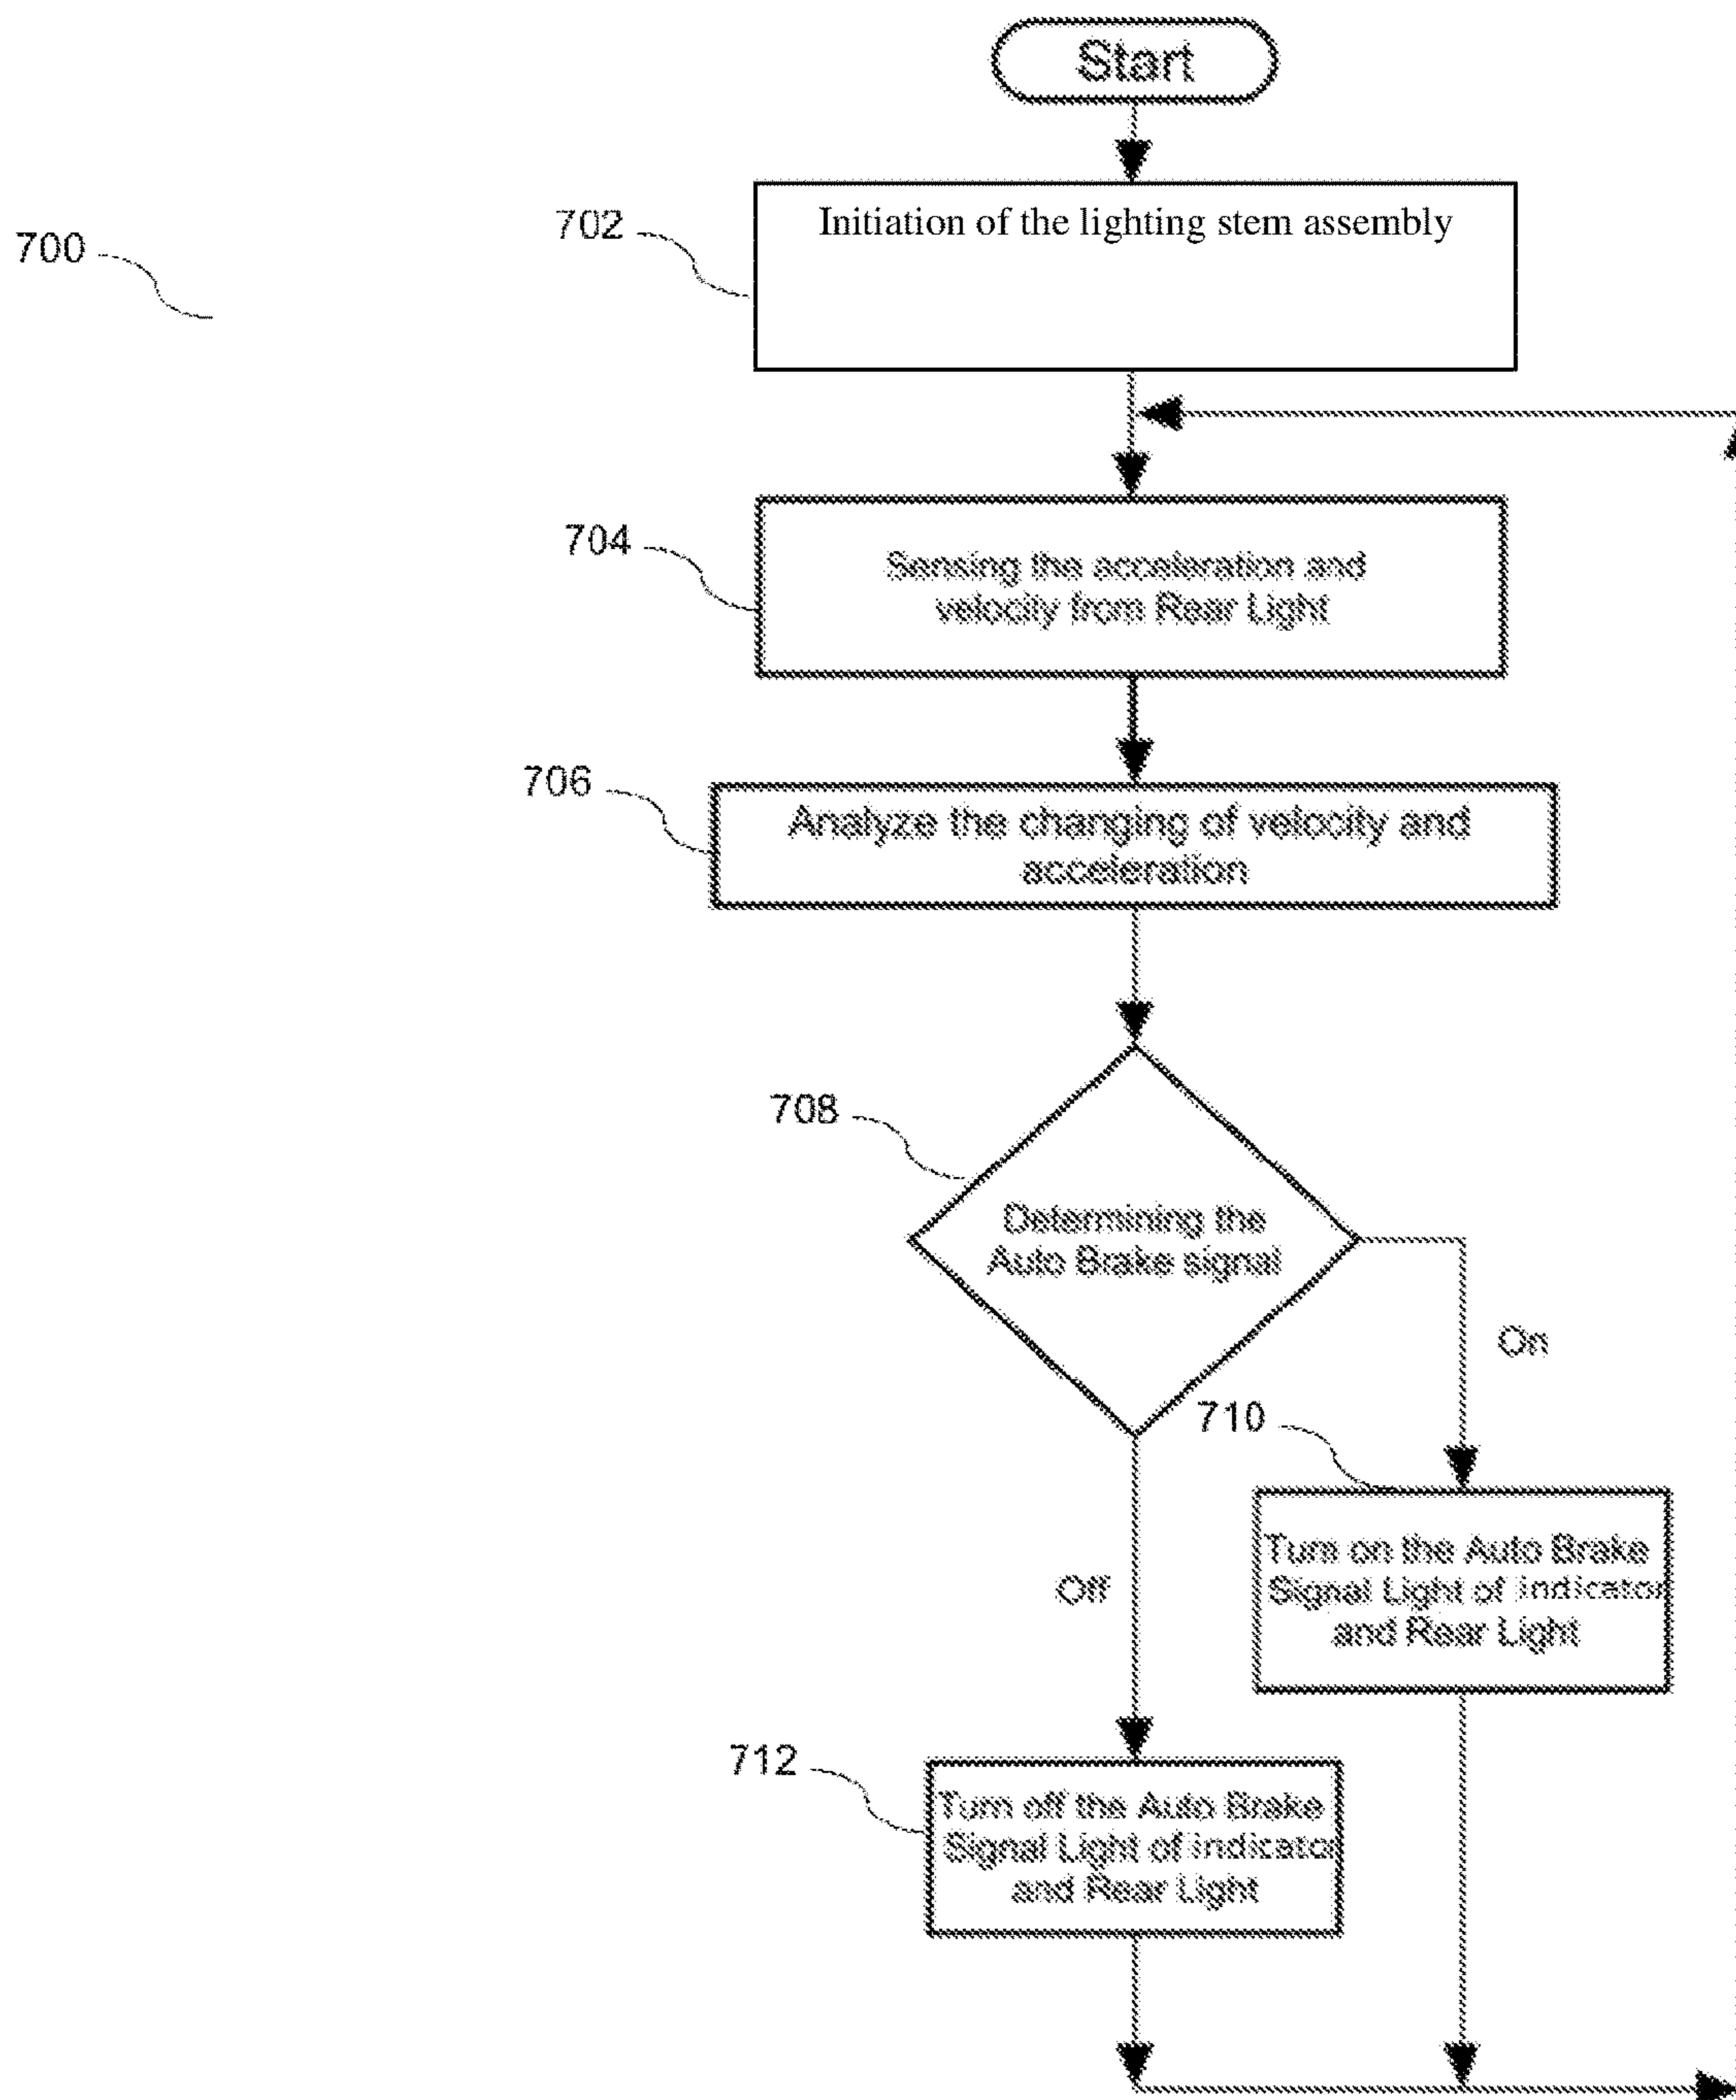 Start
702
Initiation of the lighting stem assembly
700
704
Sensing the acceleration and
velocity from Rear Light
706
Analyze the changing of velocity and
acceleration
708
Determining the
Auto Brake signal
On
710
Turn on the Auto Brake
Signal Light of indicator
and Rear Light
Off
712
Turn off the Auto Brake
Signal Light of indicator
and Rear Light